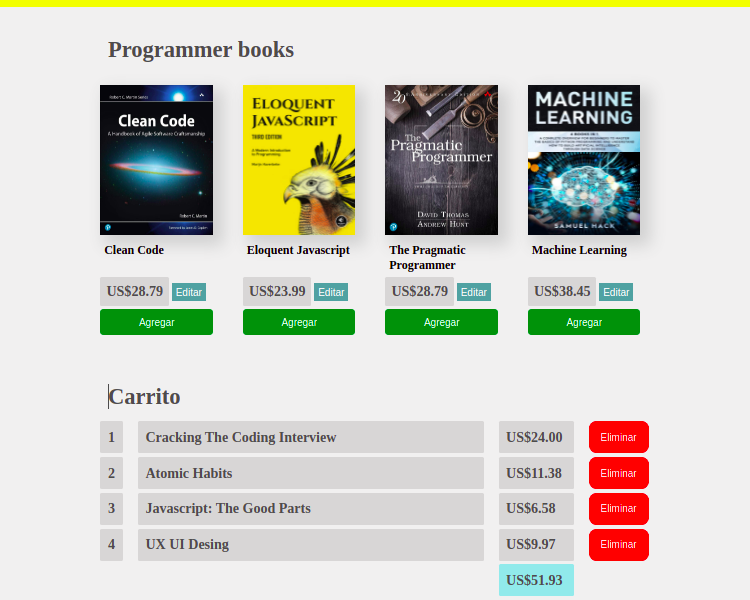 Programmer books
Robert C. Martin Series
Clean Code
A Handbook of Agile Software Craftsmanship
Robert C. Martin
ELOQUENT
JAVASCRIPT
THIRD EDITION
A Modern Introduction
to Programming
20
The
Pragmatic
Programmer
DAVID THOMAS
ANDREW HUNT
MACHINE
LEARNING
SAMUEL HACK
Clean Code
Eloquent Javascript
The Pragmatic
Programmer
Machine Learning
US$28.79 Editar
US$23.99 Editar
US$28.79 Editar
US$38.45 Editar
Agregar
Agregar
Agregar
Agregar
Carrito
1 Cracking The Coding Interview US$24.00 Eliminar
2 Atomic Habits US$11.38 Eliminar
3 Javascript: The Good Parts US$6.58 Eliminar
4 UX UI Desing US$9.97 Eliminar
US$51.93